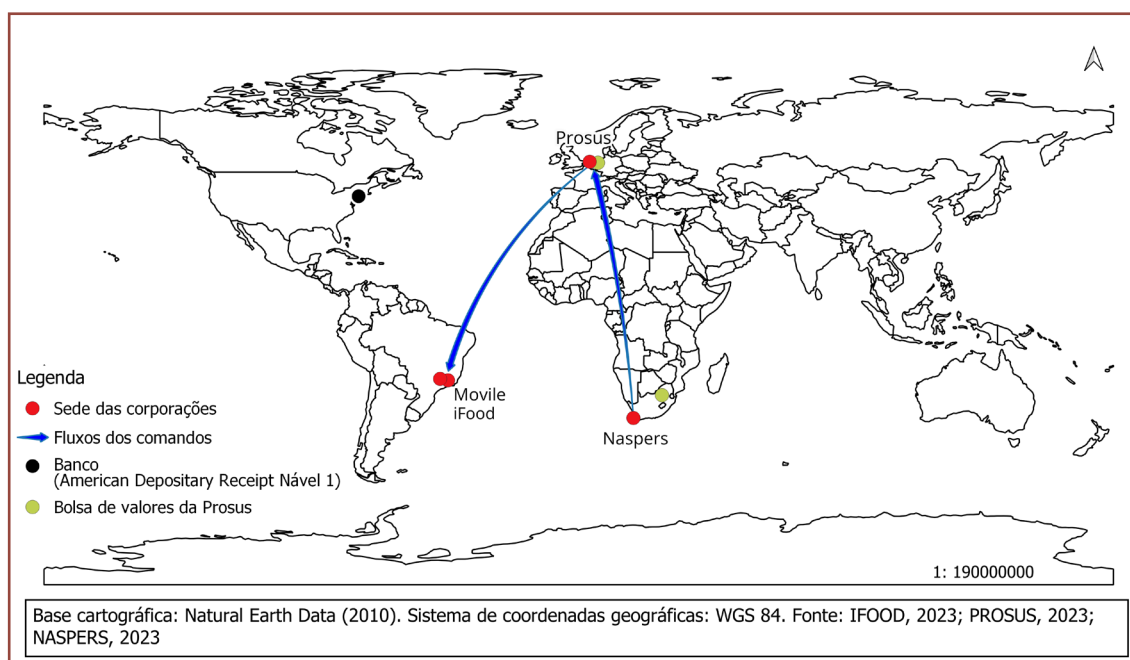 Prosus
Movile
iFood
Naspers
Legenda
Sede das corporações
Fluxos dos comandos
Banco
(American Depositary Receipt Nável 1)
Bolsa de valores da Prosus
1: 190000000
Base cartográfica: Natural Earth Data (2010). Sistema de coordenadas geográficas: WGS 84. Fonte: IFOOD, 2023; PROSUS, 2023;
NASPERS, 2023